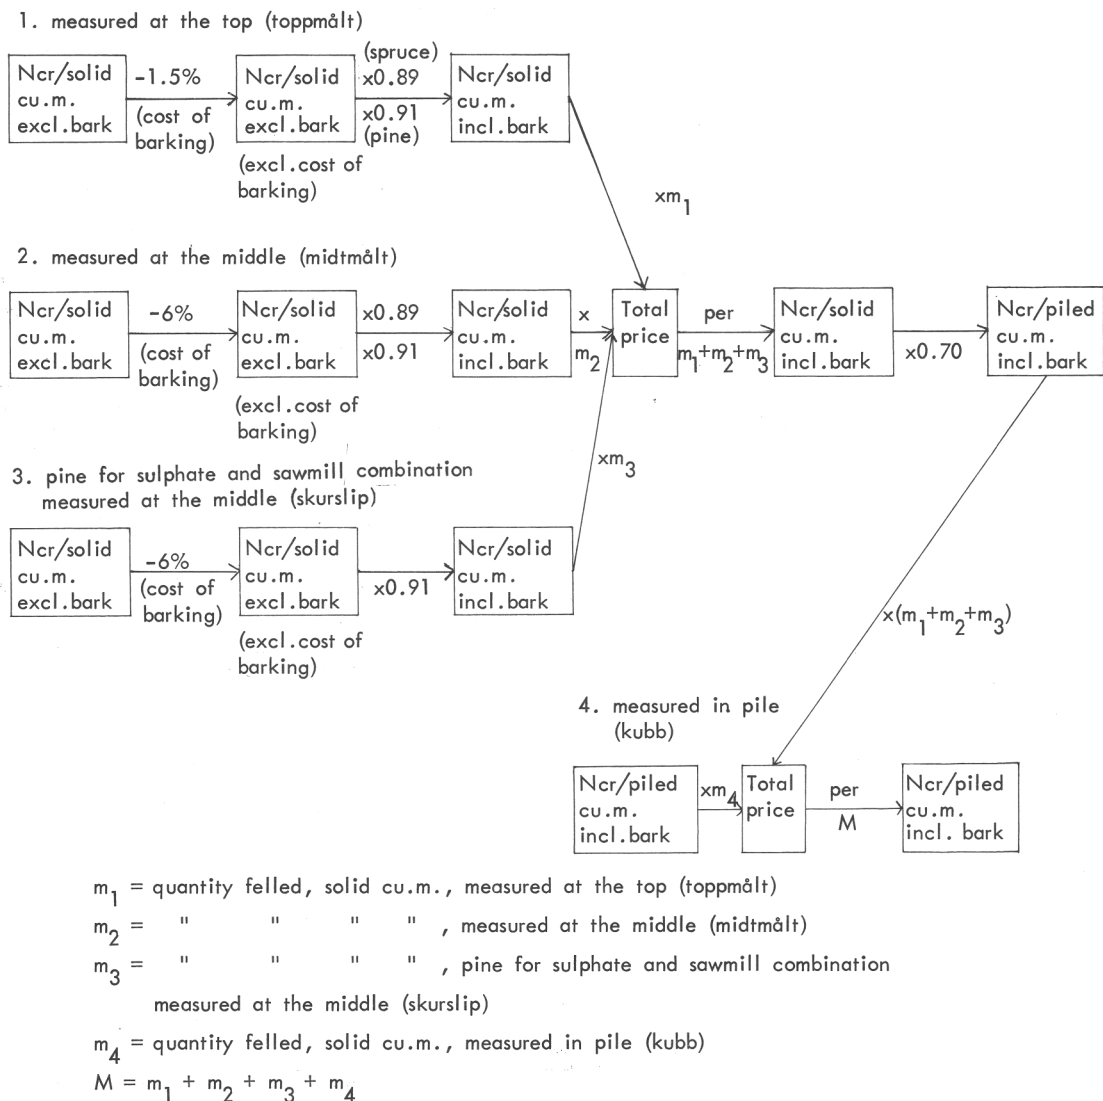 1. measured at the top (toppmålt)
Ncr/solid
cu.m.
excl.bark
-1.5%
(cost of
barking)
Ncr/solid
cu.m.
excl.bark
(excl.cost of
barking)
(spruce)
x0.89
x0.91
(pine)
Ncr/solid
cu.m.
incl.bark
xm1
2. measured at the middle (midtmålt)
Ncr/solid
cu.m.
excl.bark
-6%
(cost of
barking)
Ncr/solid
cu.m.
excl.bark
(excl.cost of
barking)
x0.89
x0.91
Ncr/solid
cu.m.
incl.bark
x
m2
Total
price
per
m1+m2+m3
Ncr/solid
cu.m.
incl.bark
x0.70
Ncr/piled
cu.m.
incl.bark
3. pine for sulphate and sawmill combination
measured at the middle (skurslip)
Ncr/solid
cu.m.
excl.bark
-6%
(cost of
barking)
Ncr/solid
cu.m.
excl.bark
(excl.cost of
barking)
x0.91
Ncr/solid
cu.m.
incl.bark
xm3
x(m1+m2+m3)
4. measured in pile
(kubb)
Ncr/piled
cu.m.
incl.bark
xm4
Total
price
per
M
Ncr/piled
cu.m.
incl. bark
m1 = quantity felled, solid cu.m., measured at the top (toppmålt)
m2 = " " " " , measured at the middle (midtmålt)
m3 = " " " " , pine for sulphate and sawmill combination
measured at the middle (skurslip)
m4 = quantity felled, solid cu.m., measured in pile (kubb)
M = m1 + m2 + m3 + m4